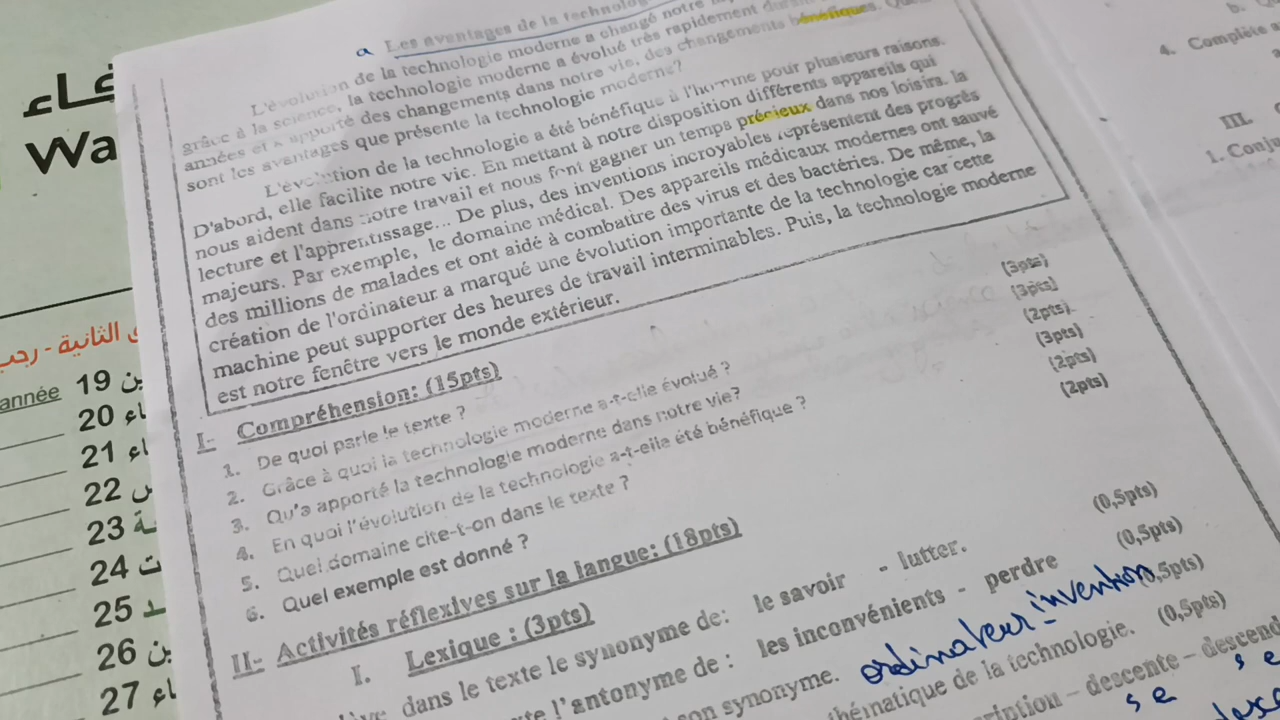 a Les avantages de la technolo
L'évolution de la technologie moderne a changé notre
grâce à la science, la technologie moderne a évolué très rapidement
années et a apporté des changements dans notre vie, des changements bénéfiques.
sont les avantages que présente la technologie moderne?
L'évolution de la technologie a été bénéfique à l'homme pour plusieurs raisons.
D'abord, elle facilite notre vie. En mettant à notre disposition différents appareils qui
nous aident dans notre travail et nous font gagner un temps précieux dans nos loisirs. la
lecture et l'apprentissage... De plus, des inventions incroyables représentent des progrès
majeurs. Par exemple, le domaine médical. Des appareils médicaux modernes ont sauvé
des millions de malades et ont aidé à combattre des virus et des bactéries. De même, la
création de l'ordinateur a marqué une évolution importante de la technologie car cette
machine peut supporter des heures de travail interminables. Puis, la technologie moderne
est notre fenêtre vers le monde extérieur.
I- Compréhension: (15pts)
1. De quoi parle le texte ? (3pts)
2. Grâce à quoi la technologie moderne a-t-elle évolué ? (3pts)
3. Qu'a apporté la technologie moderne dans notre vie? (2pts)
4. En quoi l'évolution de la technologie a-t-elle été bénéfique ? (3pts)
5. Quel domaine cite-t-on dans le texte ? (2pts)
6. Quel exemple est donné ? (2pts)
II- Activités réflexives sur la langue: (18pts)
I. Lexique : (3pts)
dans le texte le synonyme de: le savoir - lutter. (0,5pts)
l'antonyme de : les inconvénients - perdre (0,5pts)
son synonyme. ordinateur-invention 0,5pts)
thématique de la technologie. (0,5pts)
ription – descente – descend
se se
4. Complète
III.
1. Conju
Wa
الثانية - رجب
année
19
20
21
22
23
24
25
26
27